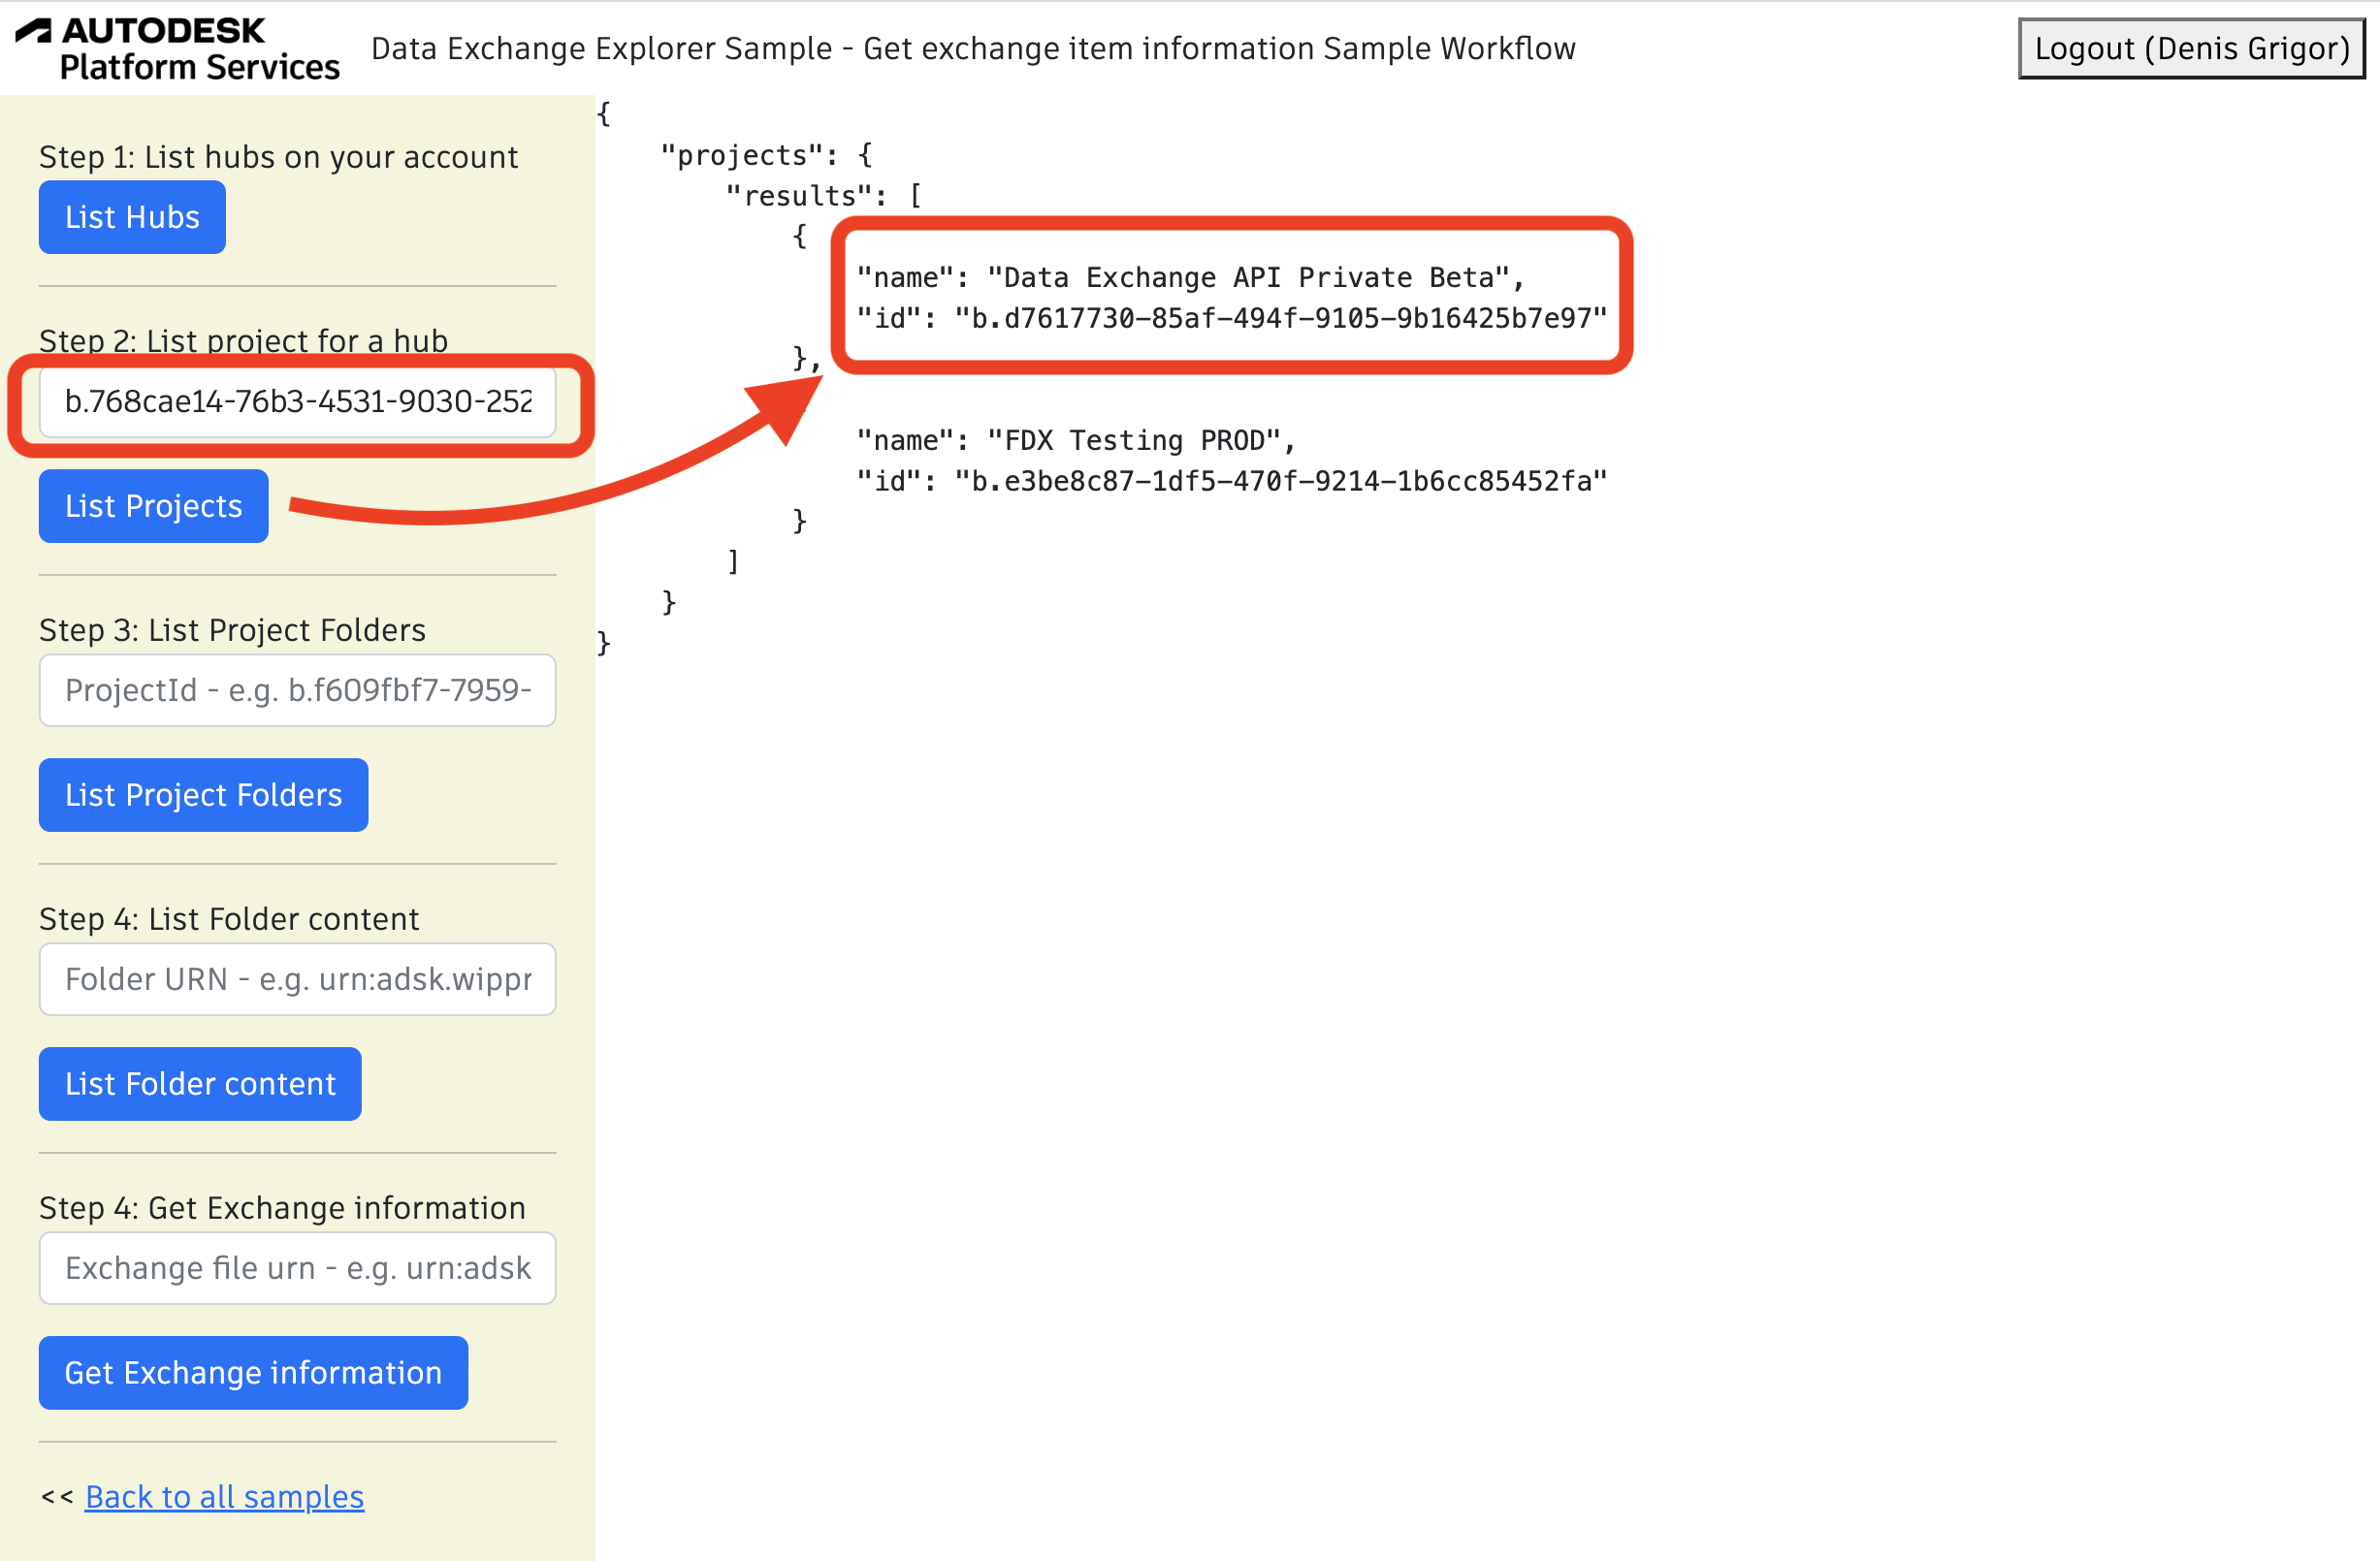 AUTODESK
Platform Services
Data Exchange Explorer Sample - Get exchange item information Sample Workflow
Logout (Denis Grigor)
Step 1: List hubs on your account
List Hubs
Step 2: List project for a hub
b.768cae14-76b3-4531-9030-252
List Projects
Step 3: List Project Folders
ProjectId - e.g. b.f609fbf7-7959-
List Project Folders
Step 4: List Folder content
Folder URN - e.g. urn:adsk.wippr
List Folder content
Step 4: Get Exchange information
Exchange file urn - e.g. urn:adsk
Get Exchange information
<< Back to all samples
{
"projects": {
"results": [
{
"name": "Data Exchange API Private Beta",
"id": "b.d7617730-85af-494f-9105-9b16425b7e97"
},
"name": "FDX Testing PROD",
"id": "b.e3be8c87-1df5-470f-9214-1b6cc85452fa"
}
]
}
}